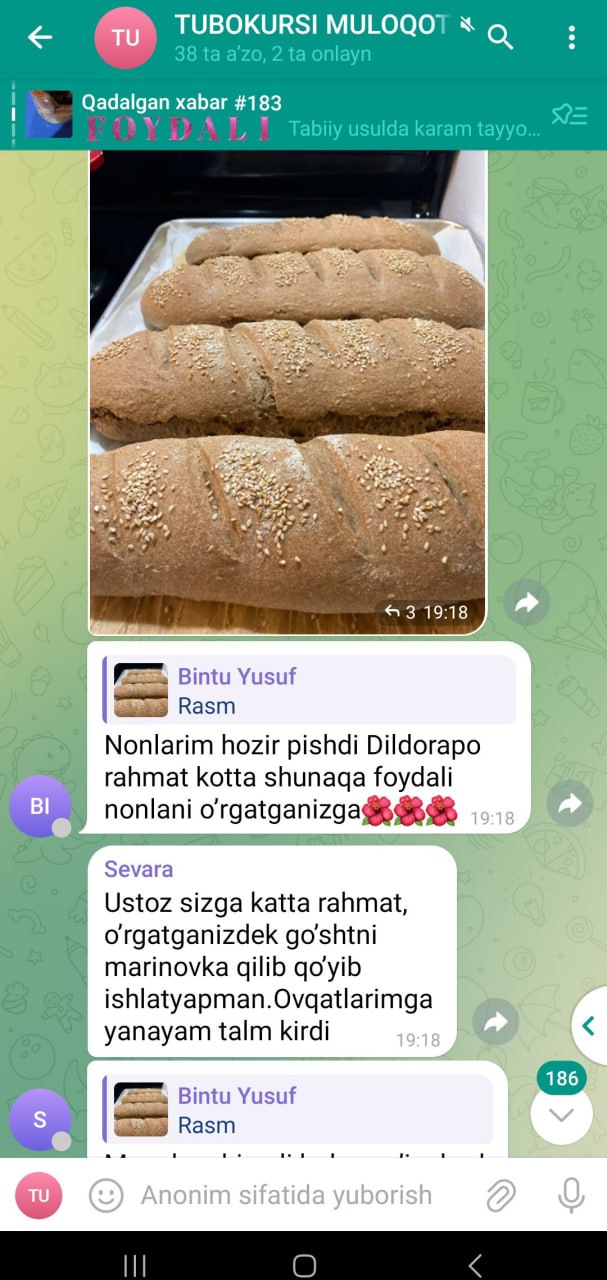 TU
TUBOKURSI MULOQOT
38 ta a’zo, 2 ta onlayn
Qadalgan xabar #183
FOYDALI Tabiiy usulda karam tayyo...
3 19:18
Bintu Yusuf
Rasm
Nonlarim hozir pishdi Dildorapo
rahmat kotta shunaqa foydali
nonlani o’rgatganizga🌺🌺🌺 19:18
BI
Sevara
Ustoz sizga katta rahmat,
o’rgatganizdek go’shtni
marinovka qilib qo’yib
ishlatyapman.Ovqatlarimga
yanayam talm kirdi 19:18
186
Bintu Yusuf
Rasm
S
TU
Anonim sifatida yuborish